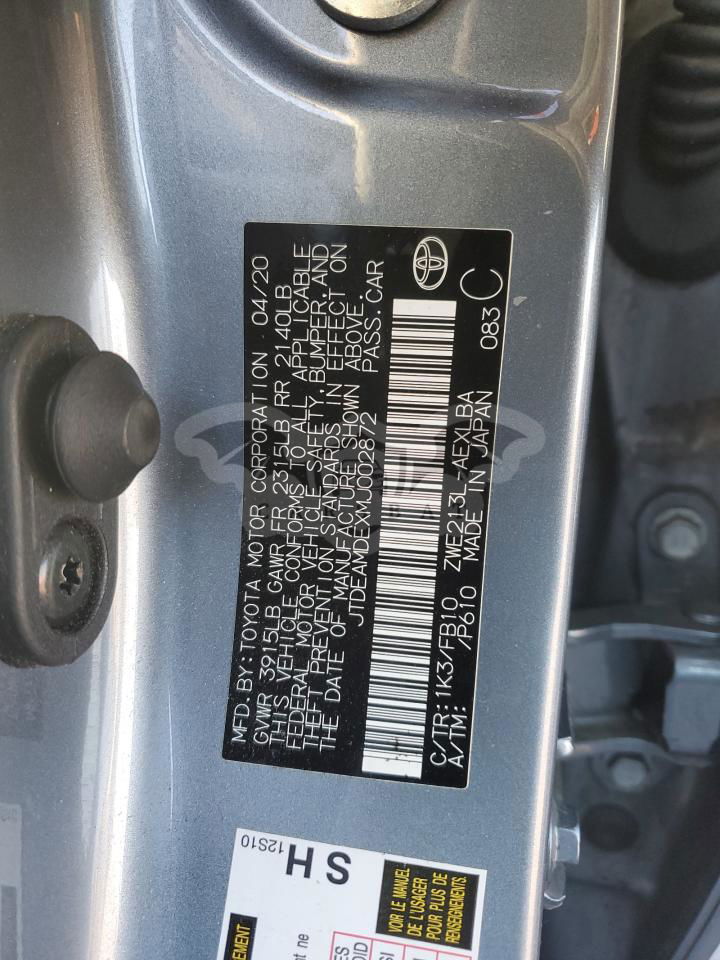 MFD. BY: TOYOTA MOTOR CORPORATION 04/20
GVWR 3915LB GAWR FR 2315LB RR 2140LB
THIS VEHICLE CONFORMS TO ALL APPLICABLE
FEDERAL MOTOR VEHICLE SAFETY, BUMPER, AND
THEFT PREVENTION STANDARDS IN EFFECT ON
THE DATE OF MANUFACTURE SHOWN ABOVE.
JTDEAMDEXMJ002872 PASS. CAR
C/TR: 1K3/FB10 ZWE213L-AEXLBA
A/TM: /P610 MADE IN JAPAN
083 C
12S10
S H
VOIR LE MANUEL
DE L'USAGER
POUR PLUS DE
RENSEIGNEMENTS.